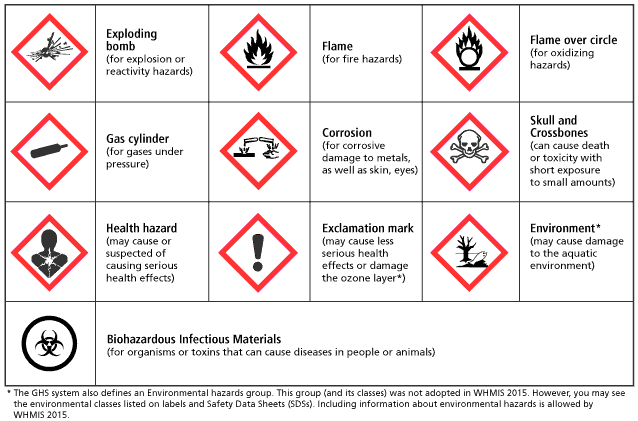 Exploding
bomb
(for explosion or
reactivity hazards)
Flame
(for fire hazards)
Flame over circle
(for oxidizing
hazards)
Gas cylinder
(for gases under
pressure)
Corrosion
(for corrosive
damage to metals,
as well as skin, eyes)
Skull and
Crossbones
(can cause death
or toxicity with
short exposure
to small amounts)
Health hazard
(may cause or
suspected of
causing serious
health effects)
Exclamation mark
(may cause less
serious health
effects or damage
the ozone layer*)
Environment*
(may cause damage
to the aquatic
environment)
Biohazardous Infectious Materials
(for organisms or toxins that can cause diseases in people or animals)
* The GHS system also defines an Environmental hazards group. This group (and its classes) was not adopted in WHMIS 2015. However, you may see
the environmental classes listed on labels and Safety Data Sheets (SDSs). Including information about environmental hazards is allowed by
WHMIS 2015.